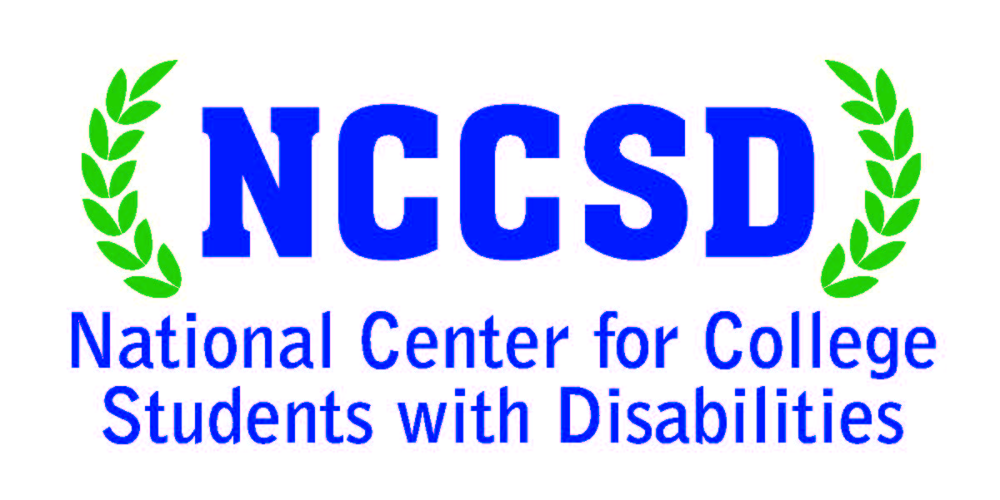 NCCSD
National Center for College
Students with Disabilities